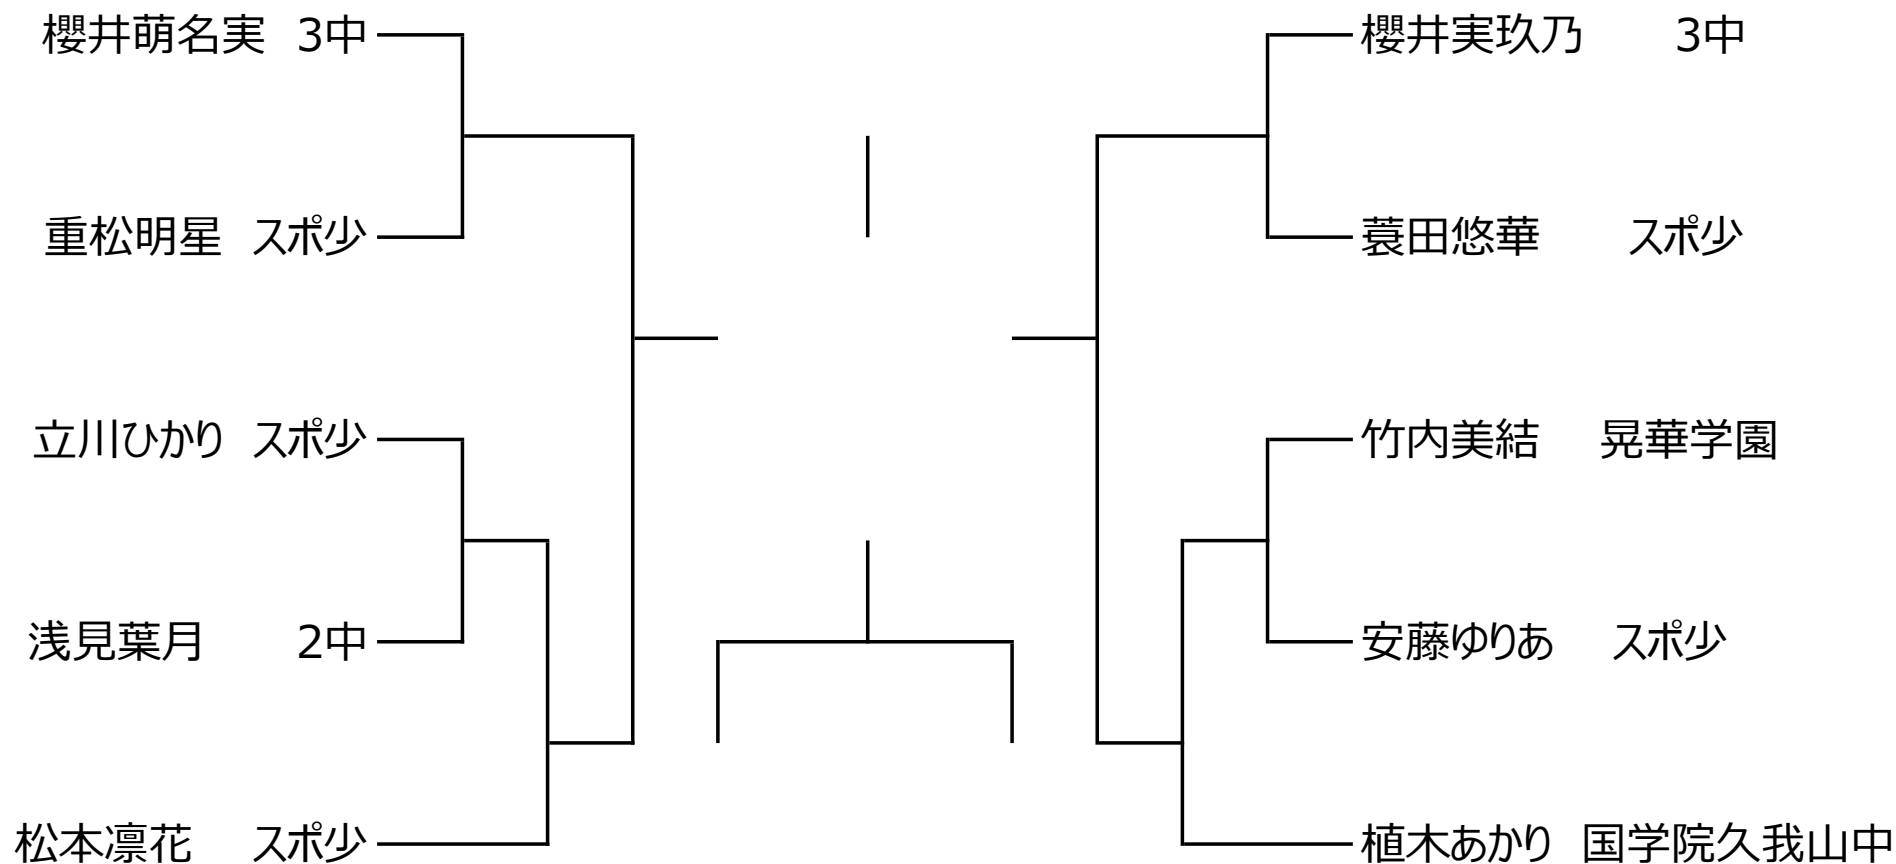 櫻井萌名実 3中
重松明星 スポ少
立川ひかり スポ少
浅見葉月 2中
松本凛花 スポ少
櫻井実玖乃 3中
蓑田悠華 スポ少
竹内美結 晃華学園
安藤ゆりあ スポ少
植木あかり 国学院久我山中